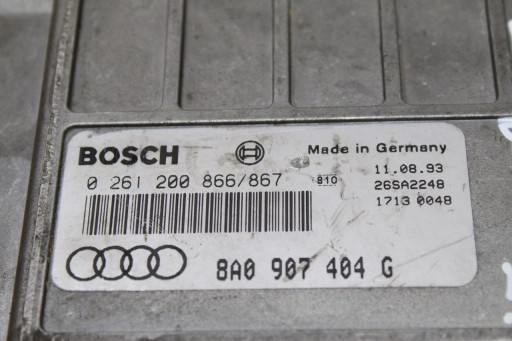 BOSCH Made in Germany
11.08.93
0 261 200 866/867 810 26SA2248
1713 0048
8A0 907 404 G